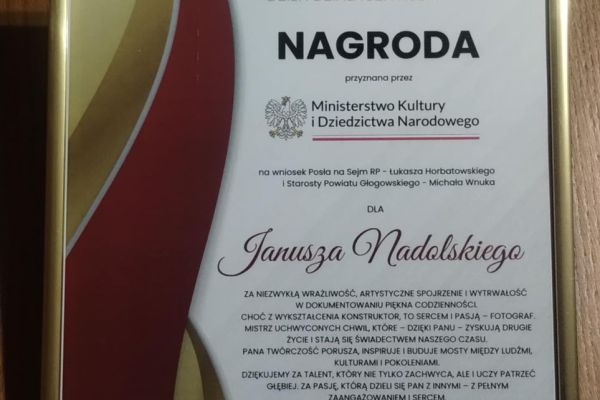 NAGRODA
przyznana przez
Ministerstwo Kultury
i Dziedzictwa Narodowego
na wniosek Posła na Sejm RP - Łukasza Horbatowskiego
i Starosty Powiatu Głogowskiego - Michała Wnuka
DLA
Janusza Nadolskiego
ZA NIEZWYKŁĄ WRAŻLIWOŚĆ, ARTYSTYCZNE SPOJRZENIE I WYTRWAŁOŚĆ
W DOKUMENTOWANIU PIĘKNA CODZIENNOŚCI.
CHOĆ Z WYKSZTAŁCENIA KONSTRUKTOR, TO SERCEM I PASJĄ – FOTOGRAF.
MISTRZ UCHWYCONYCH CHWIL, KTÓRE – DZIĘKI PANU – ZYSKUJĄ DRUGIE
ŻYCIE I STAJĄ SIĘ ŚWIADECTWEM NASZEGO CZASU.
PANA TWÓRCZOŚĆ PORUSZA, INSPIRUJE I BUDUJE MOSTY MIĘDZY LUDŹMI,
KULTURAMI I POKOLENIAMI.
DZIĘKUJEMY ZA TALENT, KTÓRY NIE TYLKO ZACHWYCA, ALE I UCZY PATRZEĆ
GŁĘBIEJ. ZA PASJĘ, KTÓRĄ DZIELI SIĘ PAN Z INNYMI – Z PEŁNYM
ZAANGAŻOWANIEM I SERCEM.